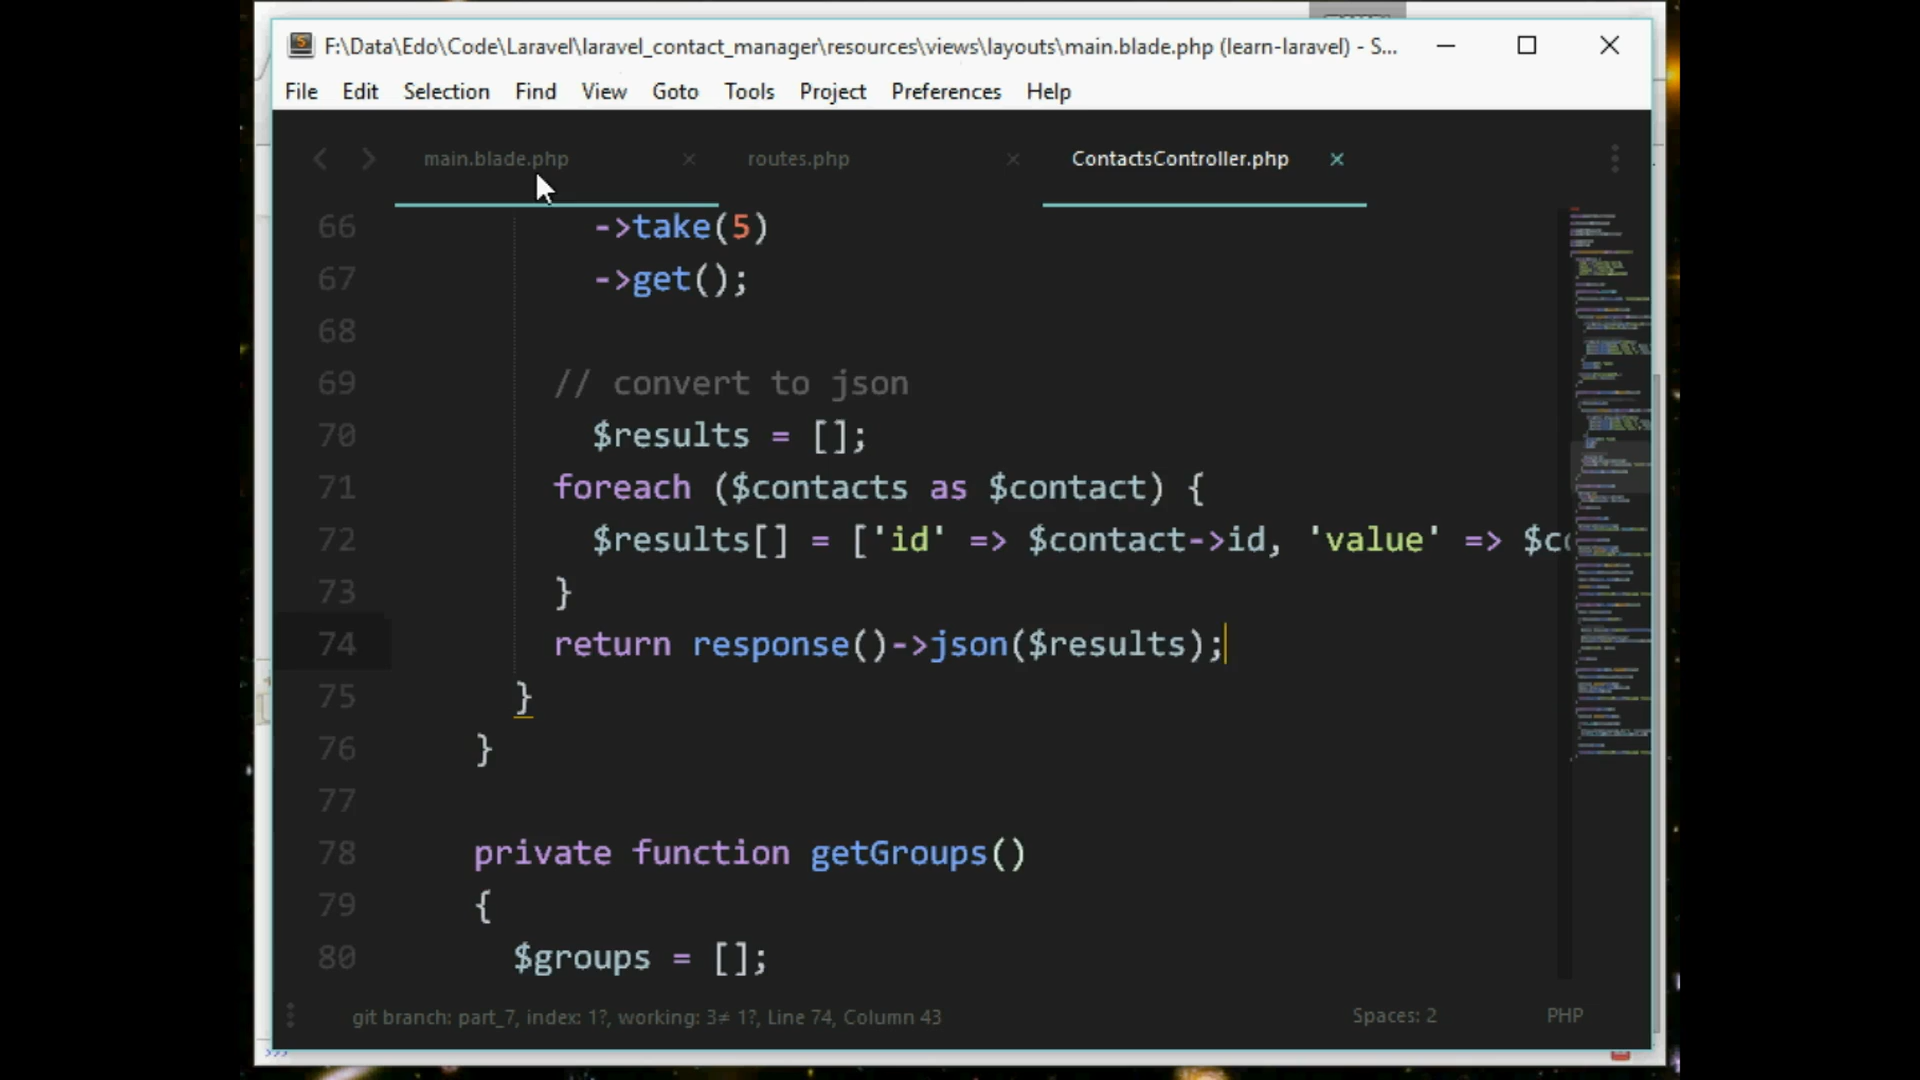 F:\Data\Edo\Code\Laravel\laravel_contact_manager\resources\views\layouts\main.blade.php (learn-laravel) - S...
File Edit Selection Find View Goto Tools Project Preferences Help
main.blade.php routes.php ContactsController.php
66 ->take(5)
67 ->get();
68
69 // convert to json
70 $results = [];
71 foreach ($contacts as $contact) {
72 $results[] = ['id' => $contact->id, 'value' => $co
73 }
74 return response()->json($results);
75 }
76 }
77
78 private function getGroups()
79 {
80 $groups = [];
git branch: part_7, index: 1?, working: 3≠ 1?, Line 74, Column 43 Spaces: 2 PHP
>>>